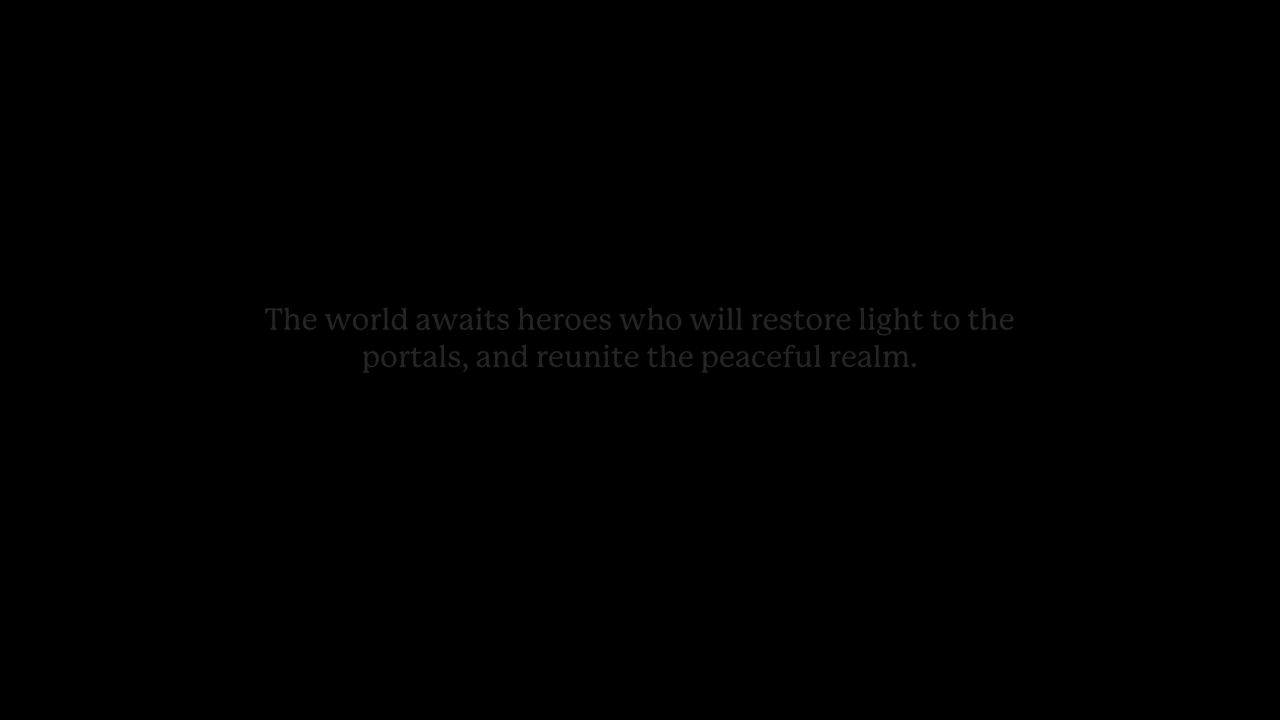 The world awaits heroes who will restore light to the
portals, and reunite the peaceful realm.